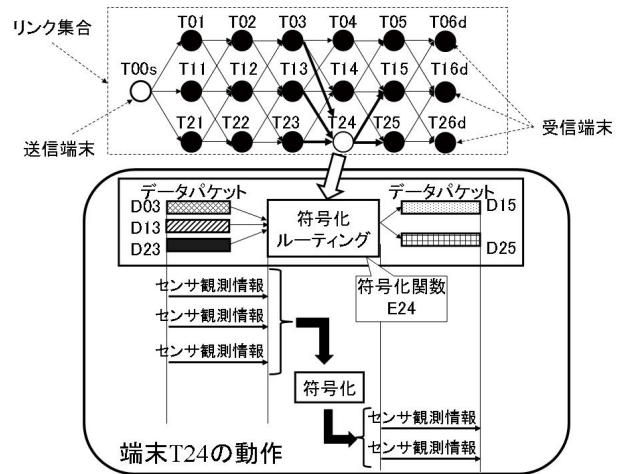 リンク集合
T01 T02 T03 T04 T05 T06d
T00s
T11 T12 T13 T14 T15 T16d
T21 T22 T23 T24 T25 T26d
送信端末
受信端末
データパケット
データパケット
D03
D13
D23
符号化
ルーティング
D15
D25
符号化関数
E24
センサ観測情報
センサ観測情報
センサ観測情報
符号化
センサ観測情報
センサ観測情報
端末T24の動作